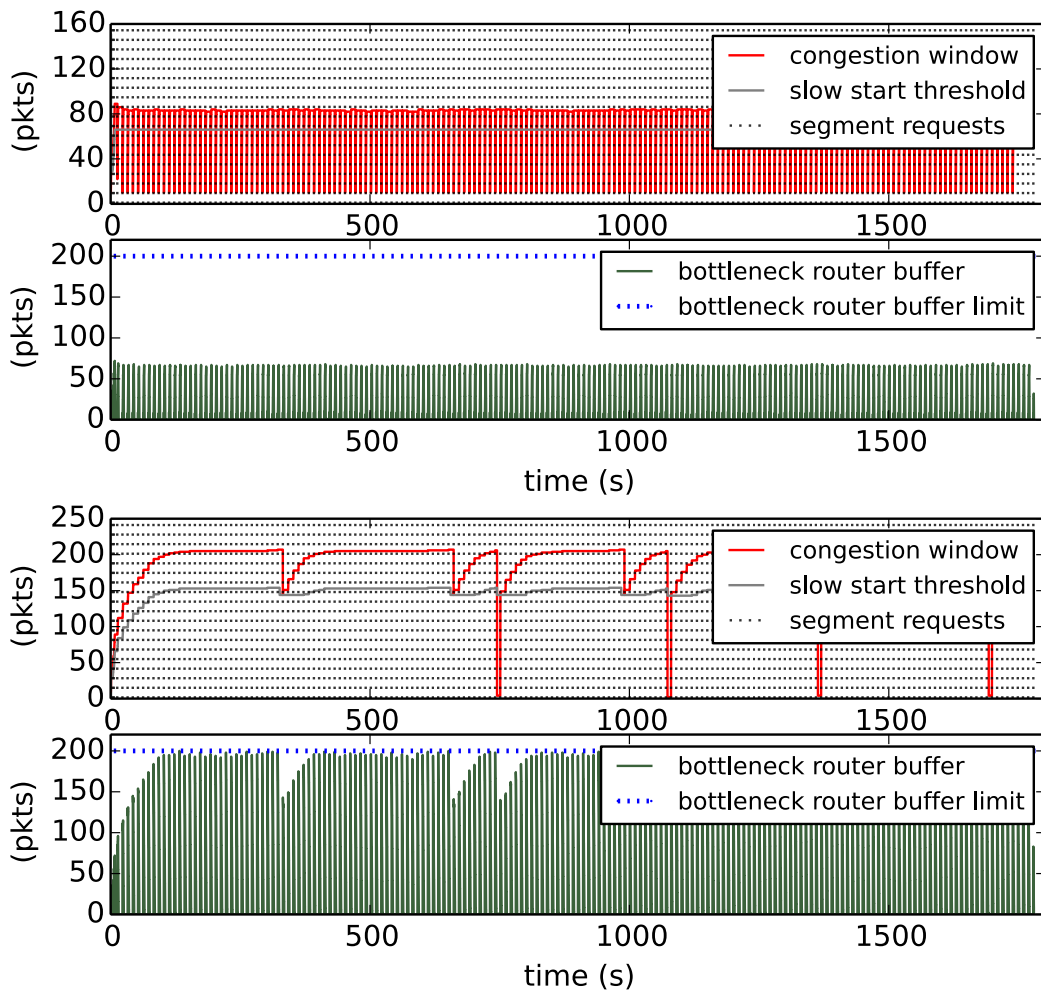 160
120
80
40
0
(pkts)
congestion window
slow start threshold
segment requests
0 500 1000 1500
200
150
100
50
0
(pkts)
bottleneck router buffer
bottleneck router buffer limit
0 500 1000 1500
time (s)
250
200
150
100
50
0
(pkts)
congestion window
slow start threshold
segment requests
0 500 1000 1500
200
150
100
50
0
(pkts)
bottleneck router buffer
bottleneck router buffer limit
0 500 1000 1500
time (s)